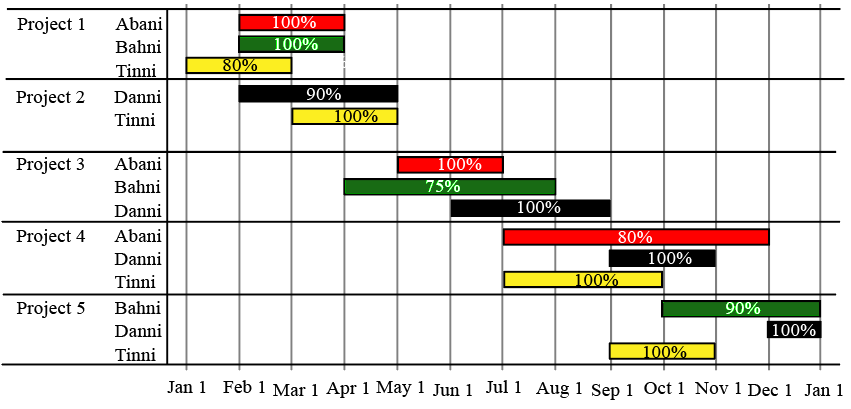 Project 1 Abani 100%
Bahni 100%
Tinni 80%
Project 2 Danni 90%
Tinni 100%
Project 3 Abani 100%
Bahni 75%
Danni 100%
Project 4 Abani 80%
Danni 100%
Tinni 100%
Project 5 Bahni 90%
Danni 100%
Tinni 100%
Jan 1 Feb 1 Mar 1 Apr 1 May 1 Jun 1 Jul 1 Aug 1 Sep 1 Oct 1 Nov 1 Dec 1 Jan 1